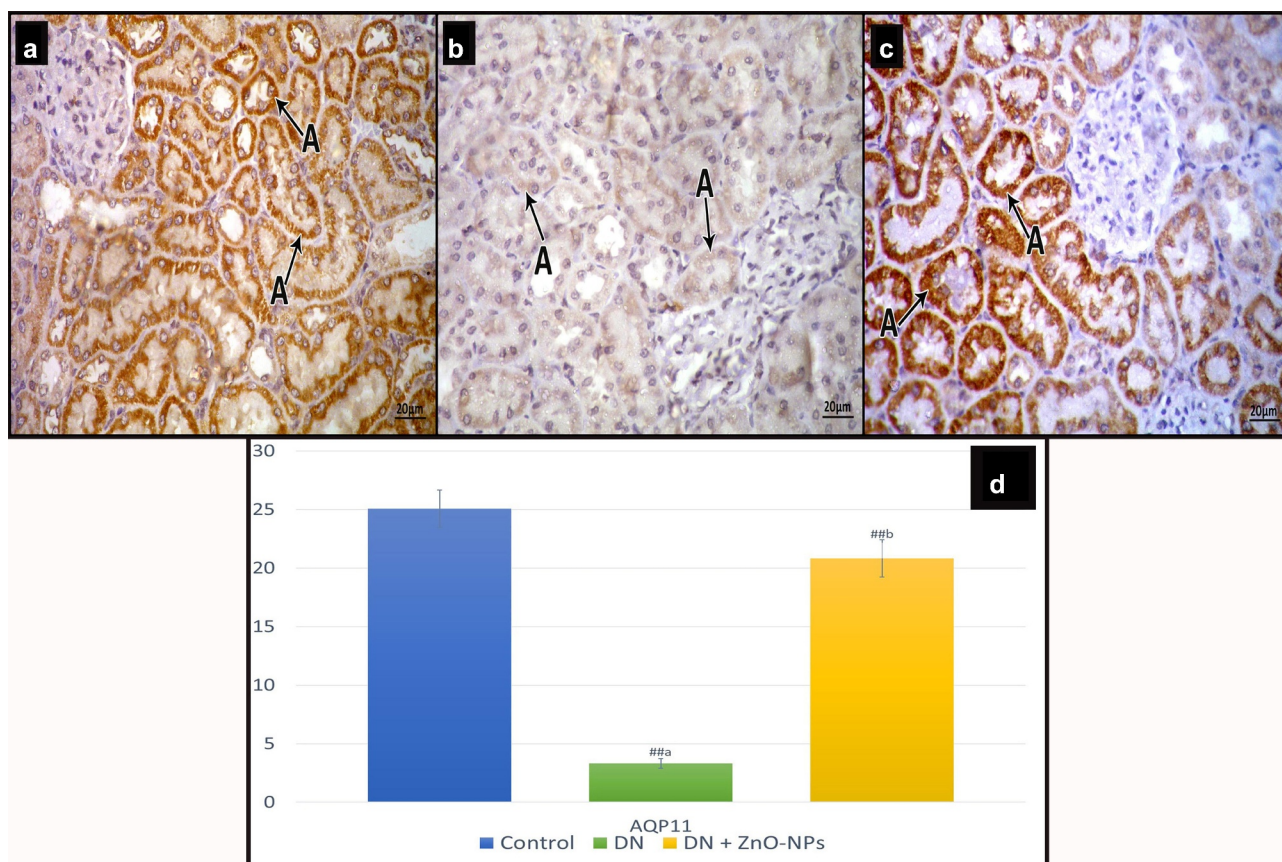 a
A
A
20μm
b
A
A
20μm
c
A
A
20μm
d
30
25
20
15
10
5
0
##a
##b
AQP11
Control DN DN + ZnO-NPs